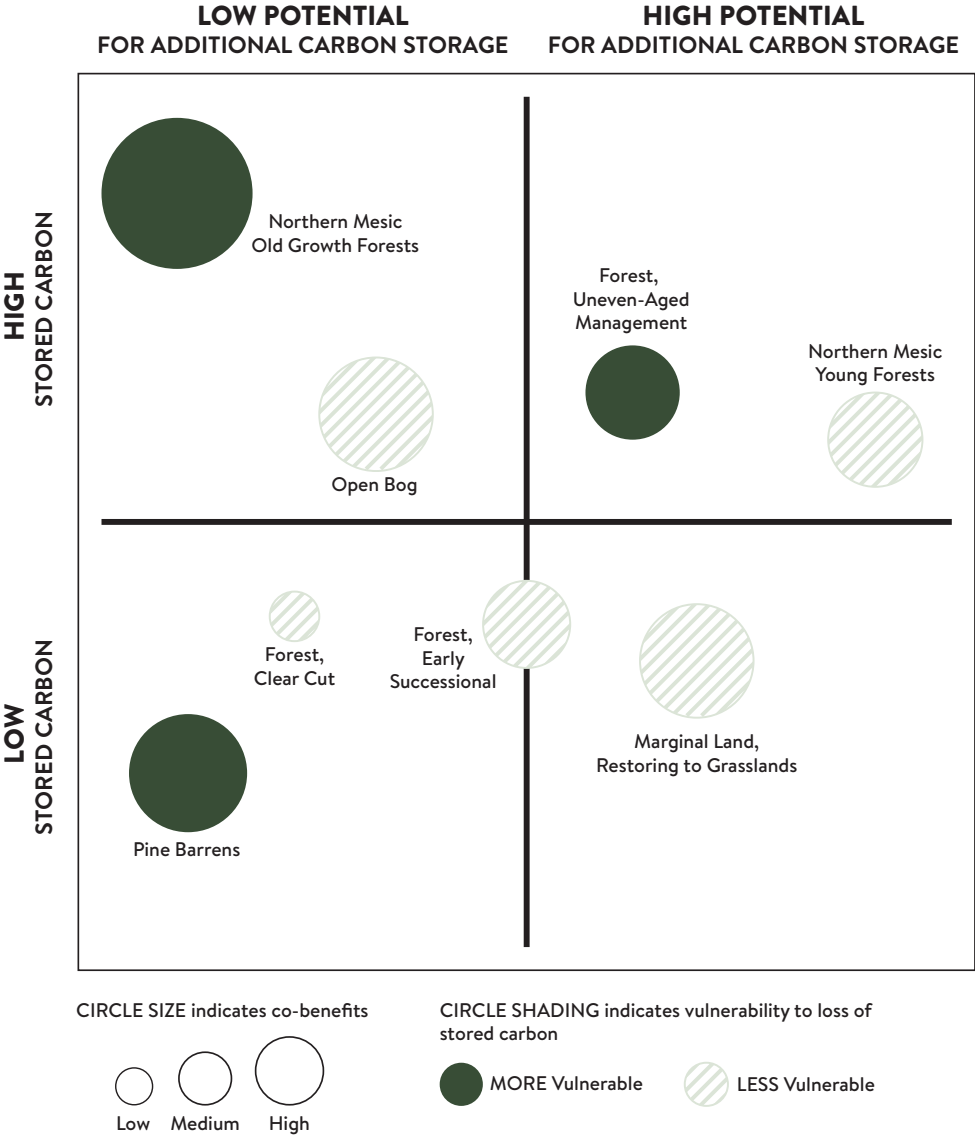 LOW POTENTIAL
FOR ADDITIONAL CARBON STORAGE
HIGH POTENTIAL
FOR ADDITIONAL CARBON STORAGE
HIGH
STORED CARBON
Northern Mesic
Old Growth Forests
Open Bog
Forest,
Uneven-Aged
Management
Northern Mesic
Young Forests
LOW
STORED CARBON
Forest,
Clear Cut
Forest,
Early
Successional
Marginal Land,
Restoring to Grasslands
Pine Barrens
CIRCLE SIZE indicates co-benefits
Low
Medium
High
CIRCLE SHADING indicates vulnerability to loss of
stored carbon
MORE Vulnerable
LESS Vulnerable